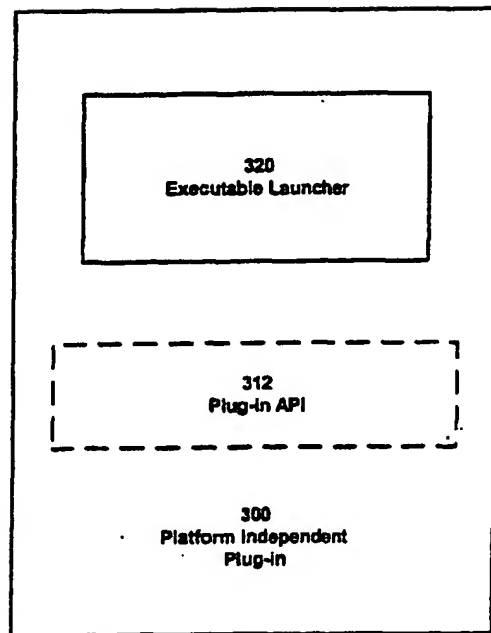 320
Executable Launcher
312
Plug-in API
300
Platform Independent
Plug-in